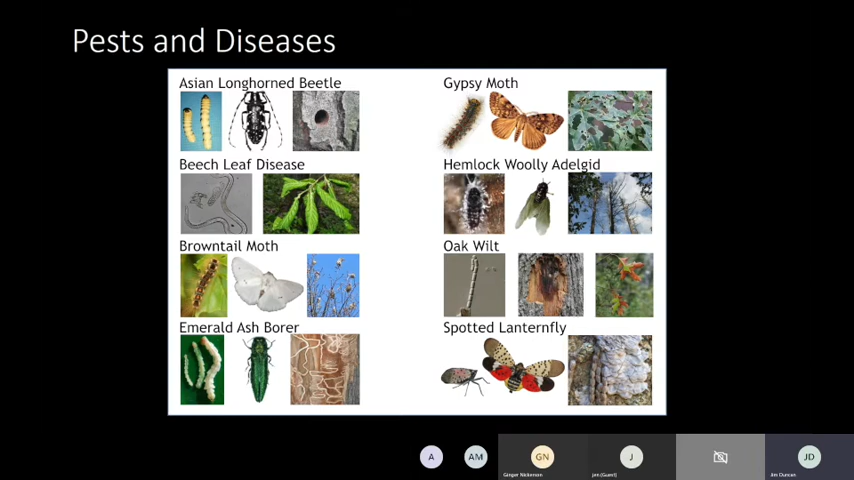 Pests and Diseases
Asian Longhorned Beetle
Gypsy Moth
Beech Leaf Disease
Hemlock Woolly Adelgid
Browntail Moth
Oak Wilt
Emerald Ash Borer
Spotted Lanternfly
A
AM
GN
J
JD
Ginger Nickerson
jen (Guest)
Jim Duncan